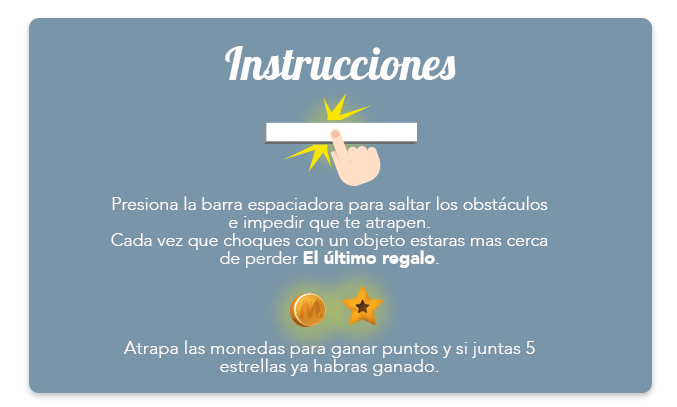 Instrucciones
Presiona la barra espaciadora para saltar los obstáculos
e impedir que te atrapen.
Cada vez que choques con un objeto estaras mas cerca
de perder El último regalo.
M
Atrapa las monedas para ganar puntos y si juntas 5
estrellas ya habras ganado.